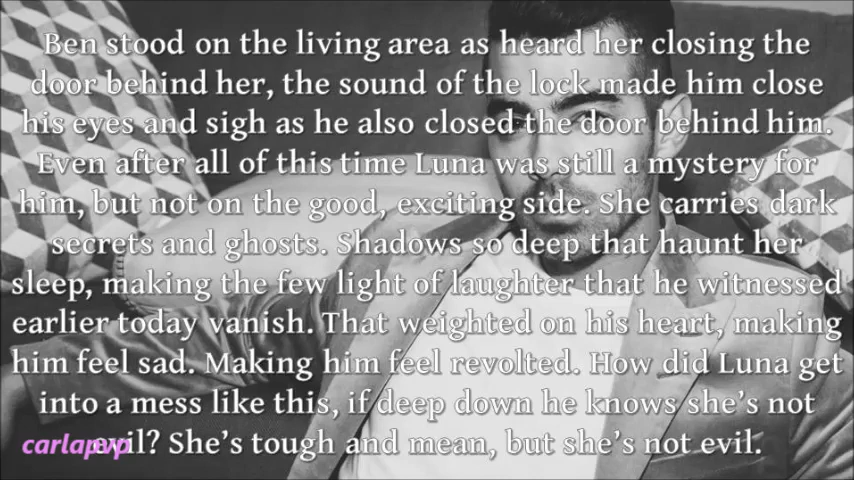 Ben stood on the living area as heard her closing the
door behind her, the sound of the lock made him close
his eyes and sigh as he also closed the door behind him.
Even after all of this time Luna was still a mystery for
him, but not on the good, exciting side. She carries dark
secrets and ghosts. Shadows so deep that haunt her
sleep, making the few light of laughter that he witnessed
earlier today vanish. That weighted on his heart, making
him feel sad. Making him feel revolted. How did Luna get
into a mess like this, if deep down he knows she's not
evil? She's tough and mean, but she's not evil.
carlapvp